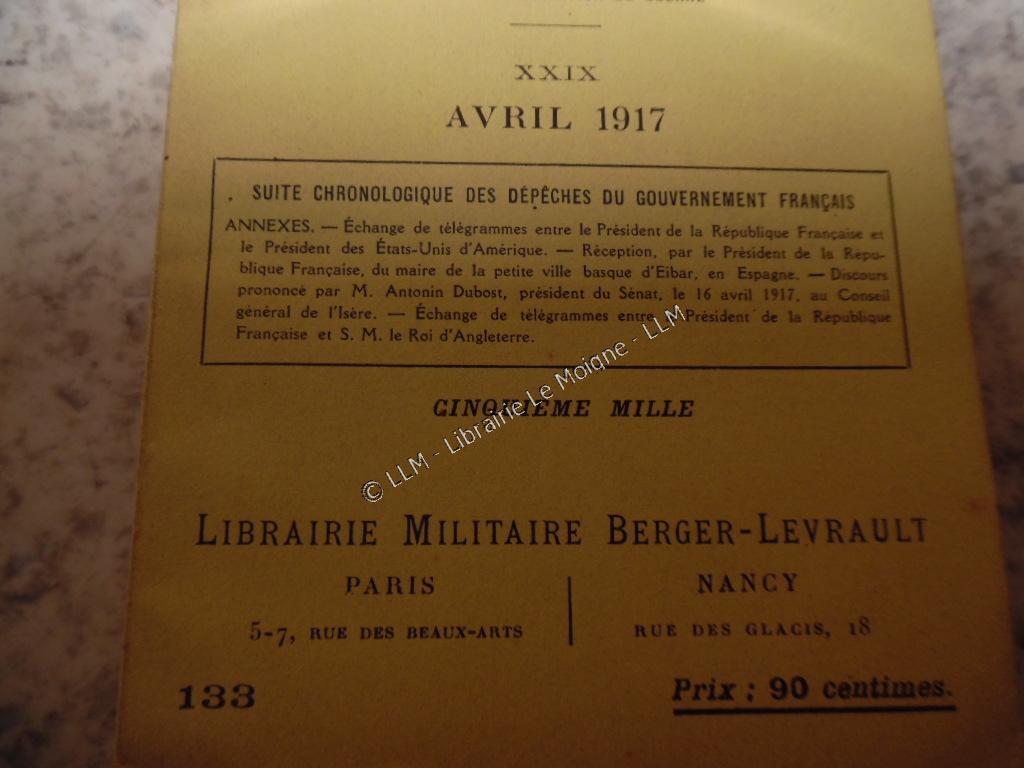 XXIX
AVRIL 1917
. SUITE CHRONOLOGIQUE DES DÉPÊCHES DU GOUVERNEMENT FRANÇAIS
ANNEXES. — Échange de télégrammes entre le Président de la République Française et
le Président des États-Unis d'Amérique. — Réception, par le Président de la Répu-
blique Française, du maire de la petite ville basque d'Eibar, en Espagne. — Discours
prononcé par M. Antonin Dubost, président du Sénat, le 16 avril 1917, au Conseil
général de l'Isère. — Échange de télégrammes entre Président de la République
Française et S. M. le Roi d'Angleterre.
CINQUIÈME MILLE
© LLM - Librairie Le Moigne - LLM
LIBRAIRIE MILITAIRE BERGER-LEVRAULT
PARIS
5-7, RUE DES BEAUX-ARTS
NANCY
RUE DES GLACIS, 18
133
Prix : 90 centimes.